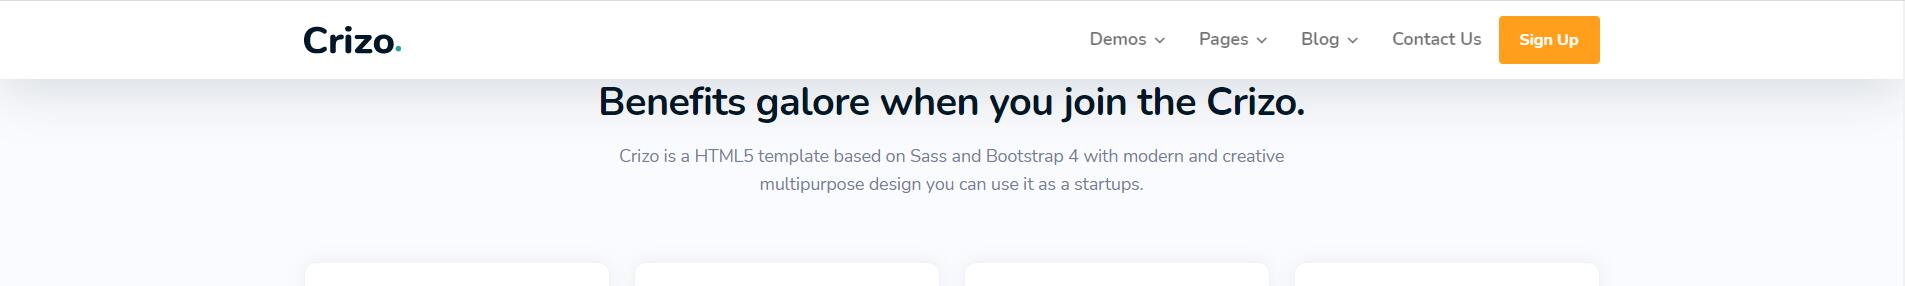 Crizo.
Demos Pages Blog Contact Us Sign Up
Benefits galore when you join the Crizo.
Crizo is a HTML5 template based on Sass and Bootstrap 4 with modern and creative
multipurpose design you can use it as a startups.